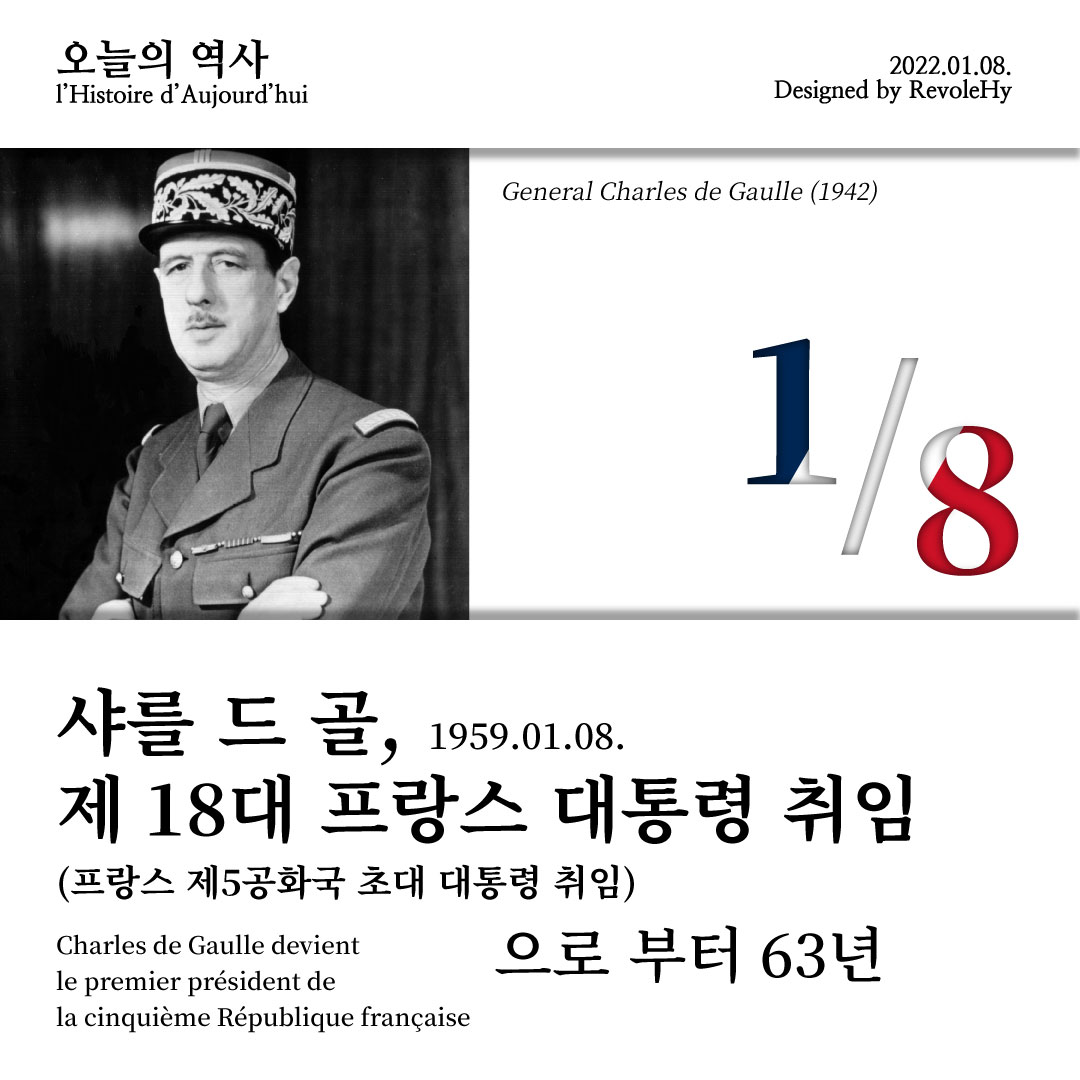 오늘의 역사
l’Histoire d’Aujourd’hui
2022.01.08.
Designed by RevoleHy
General Charles de Gaulle (1942)
1/8
샤를 드 골, 1959.01.08.
제 18대 프랑스 대통령 취임
(프랑스 제5공화국 초대 대통령 취임)
으로 부터 63년
Charles de Gaulle devient
le premier président de
la cinquième République française